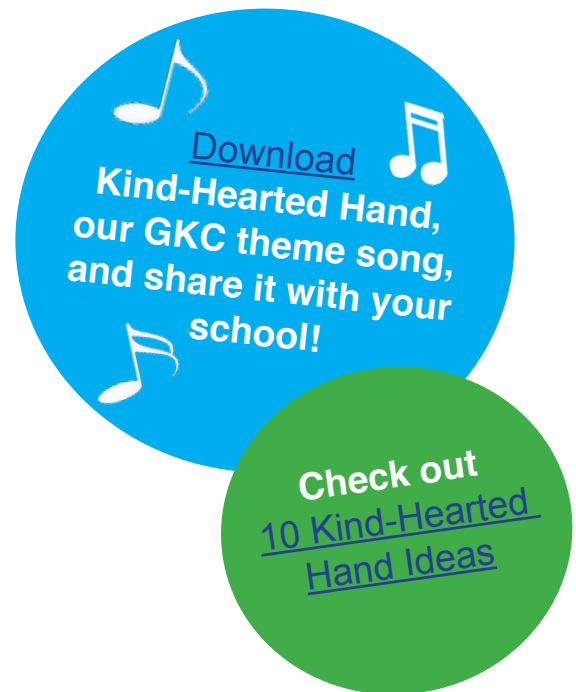 Download
Kind-Hearted Hand,
our GKC theme song,
and share it with your
school!
Check out
10 Kind-Hearted
Hand Ideas